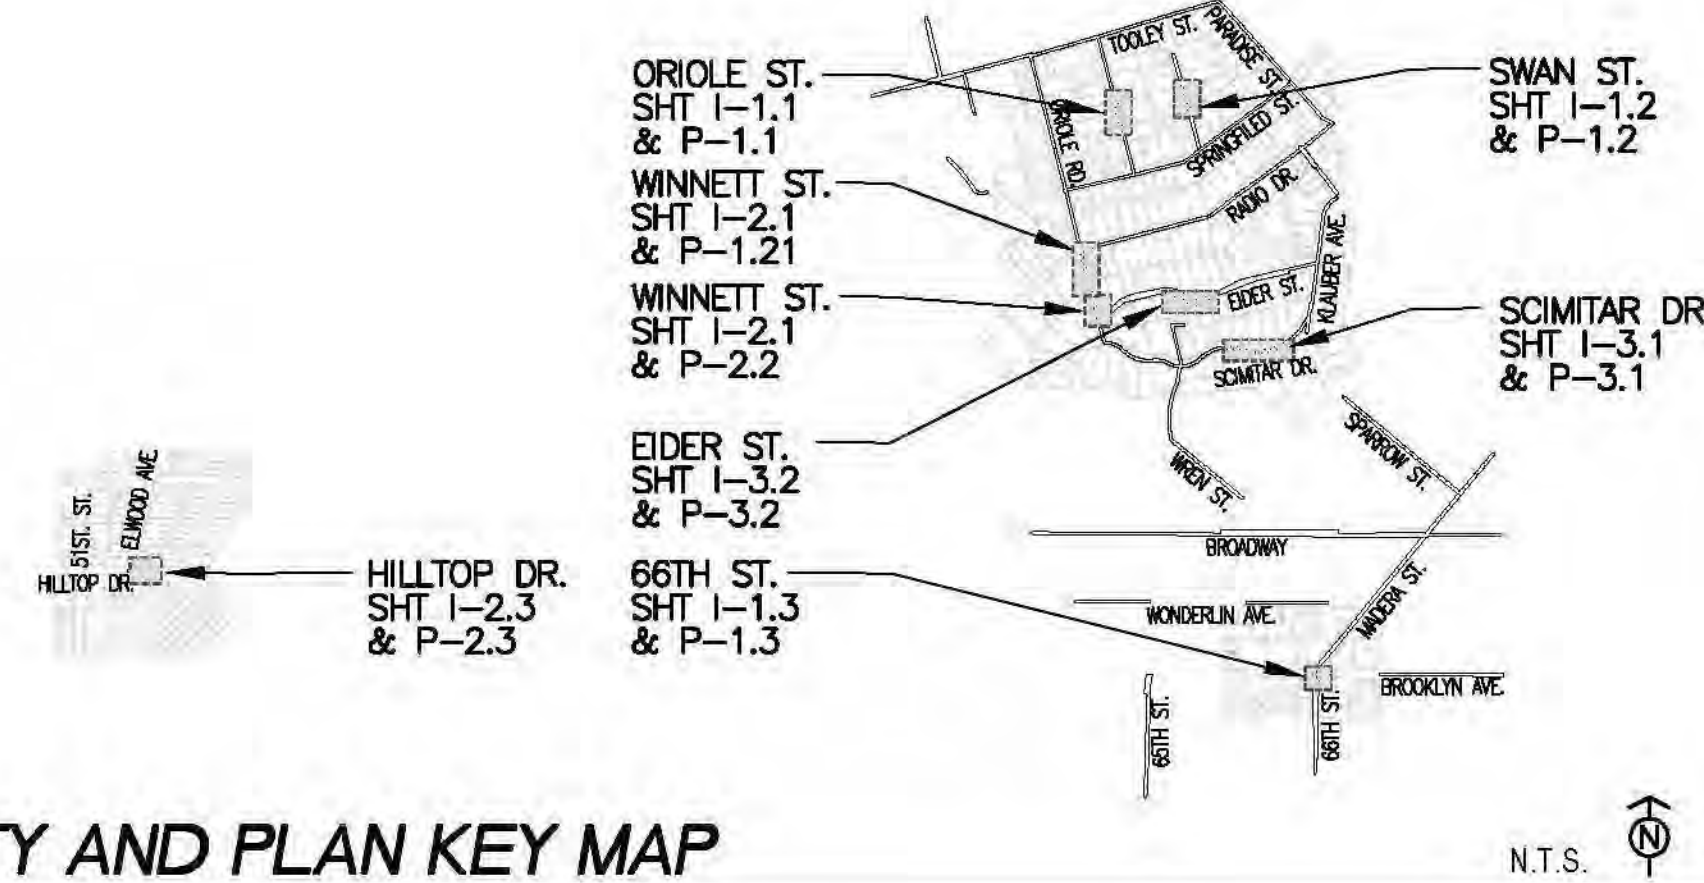 ORIOLE ST.
SHT I-1.1
& P-1.1
WINNETT ST.
SHT I-2.1
& P-1.21
WINNETT ST.
SHT I-2.1
& P-2.2
EIDER ST.
SHT I-3.2
& P-3.2
66TH ST.
SHT I-1.3
& P-1.3
HILLTOP DR.
SHT I-2.3
& P-2.3
SWAN ST.
SHT I-1.2
& P-1.2
SCIMITAR DR
SHT I-3.1
& P-3.1
TOOLEY ST.
PARADISE ST.
ORIOLE RD.
SPRINGFILED ST.
RADIO DR.
KLAUBER AVE.
EIDER ST.
SCIMITAR DR.
WREN ST.
SPARROW ST.
BROADWAY
WONDERLIN AVE.
MADERA ST.
BROOKLYN AVE.
65TH ST.
66TH ST.
51ST. ST.
ELWOOD AVE
HILLTOP DR.
TY AND PLAN KEY MAP
N.T.S.
N